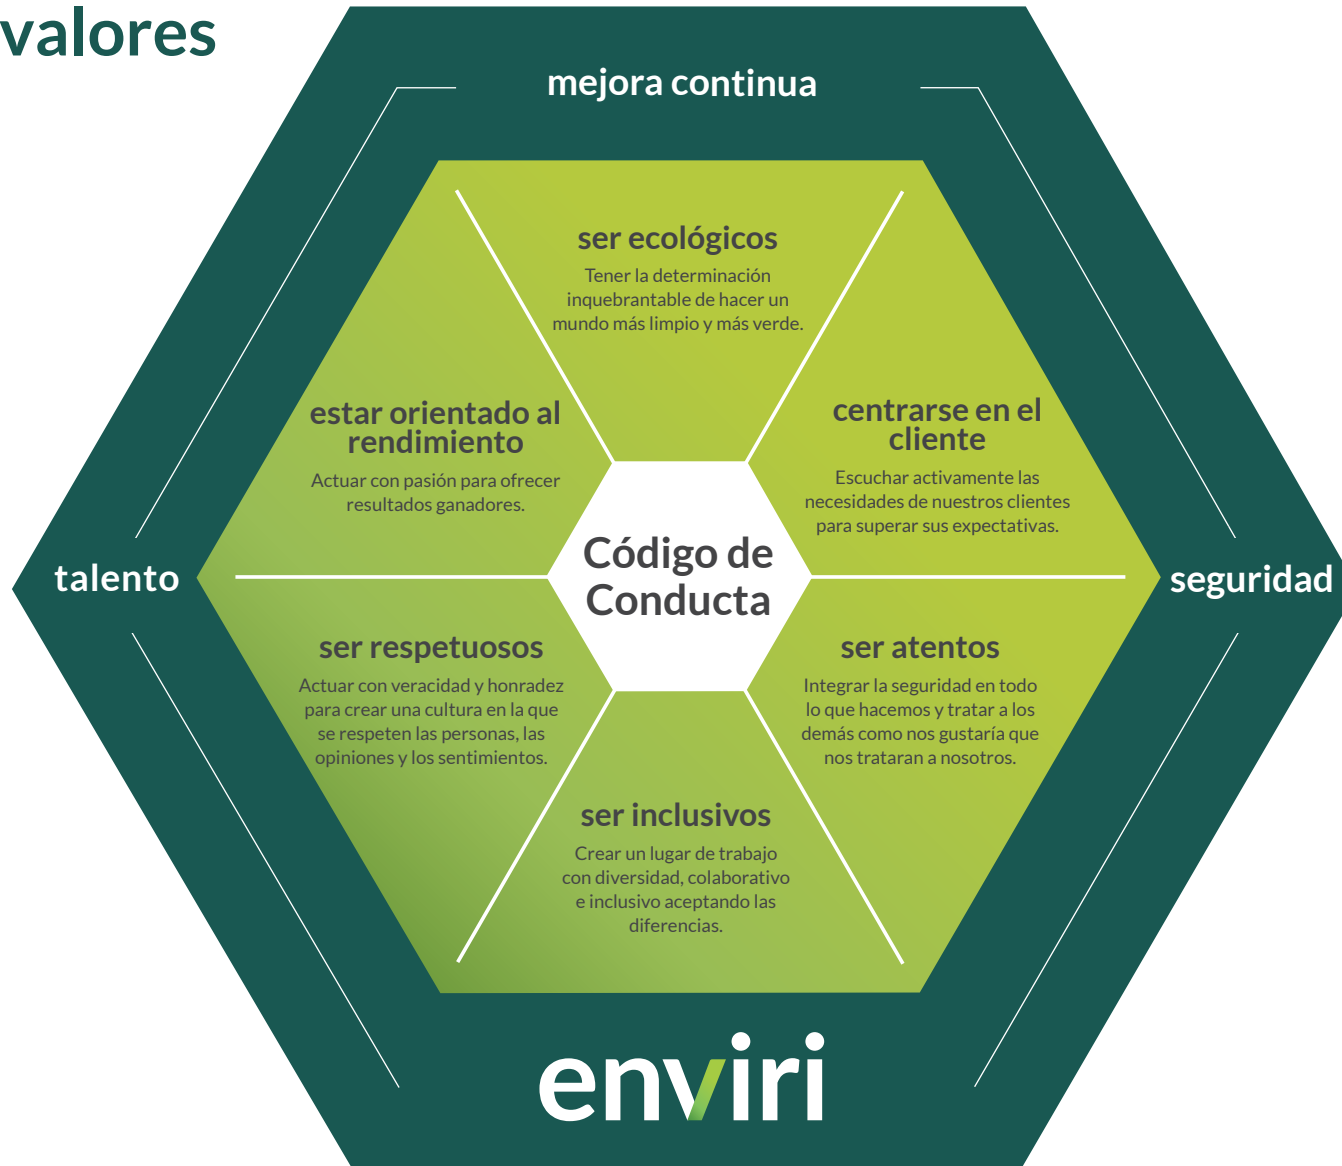 valores
mejora continua
ser ecológicos
Tener la determinación
inquebrantable de hacer un
mundo más limpio y más verde.
estar orientado al
rendimiento
Actuar con pasión para ofrecer
resultados ganadores.
centrarse en el
cliente
Escuchar activamente las
necesidades de nuestros clientes
para superar sus expectativas.
Código de
Conducta
talento
seguridad
ser respetuosos
Actuar con veracidad y honradez
para crear una cultura en la que
se respeten las personas, las
opiniones y los sentimientos.
ser atentos
Integrar la seguridad en todo
lo que hacemos y tratar a los
demás como nos gustaría que
nos trataran a nosotros.
ser inclusivos
Crear un lugar de trabajo
con diversidad, colaborativo
e inclusivo aceptando las
diferencias.
enviri